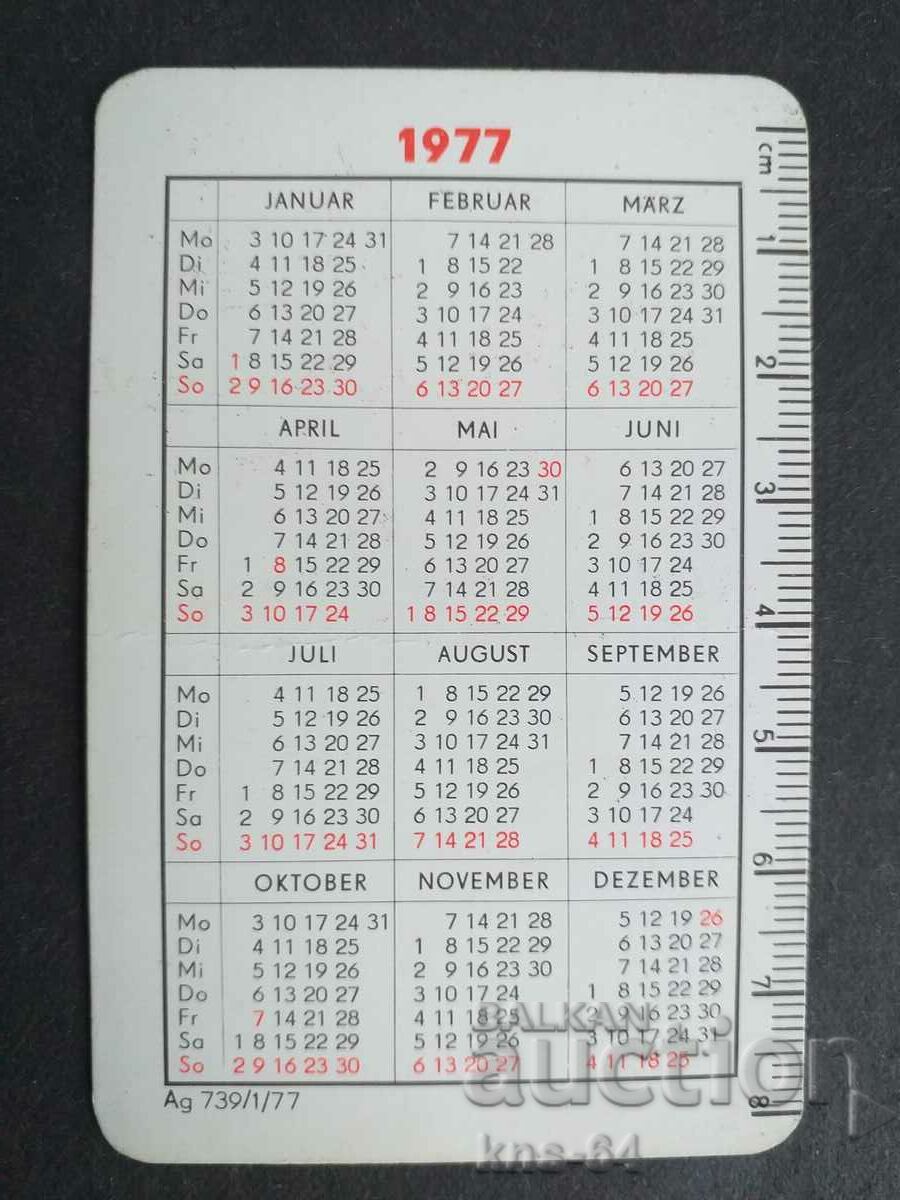 1977
JANUAR FEBRUAR MÄRZ
Mo 3 10 17 24 31 7 14 21 28 7 14 21 28
Di 4 11 18 25 1 8 15 22 1 8 15 22 29
Mi 5 12 19 26 2 9 16 23 2 9 16 23 30
Do 6 13 20 27 3 10 17 24 3 10 17 24 31
Fr 7 14 21 28 4 11 18 25 4 11 18 25
Sa 1 8 15 22 29 5 12 19 26 5 12 19 26
So 2 9 16 23 30 6 13 20 27 6 13 20 27
APRIL MAI JUNI
Mo 4 11 18 25 2 9 16 23 30 6 13 20 27
Di 5 12 19 26 3 10 17 24 31 7 14 21 28
Mi 6 13 20 27 4 11 18 25 1 8 15 22 29
Do 7 14 21 28 5 12 19 26 2 9 16 23 30
Fr 1 8 15 22 29 6 13 20 27 3 10 17 24
Sa 2 9 16 23 30 7 14 21 28 4 11 18 25
So 3 10 17 24 1 8 15 22 29 5 12 19 26
JULI AUGUST SEPTEMBER
Mo 4 11 18 25 1 8 15 22 29 5 12 19 26
Di 5 12 19 26 2 9 16 23 30 6 13 20 27
Mi 6 13 20 27 3 10 17 24 31 7 14 21 28
Do 7 14 21 28 4 11 18 25 1 8 15 22 29
Fr 1 8 15 22 29 5 12 19 26 2 9 16 23 30
Sa 2 9 16 23 30 6 13 20 27 3 10 17 24
So 3 10 17 24 31 7 14 21 28 4 11 18 25
OKTOBER NOVEMBER DEZEMBER
Mo 3 10 17 24 31 7 14 21 28 5 12 19 26
Di 4 11 18 25 1 8 15 22 29 6 13 20 27
Mi 5 12 19 26 2 9 16 23 30 7 14 21 28
Do 6 13 20 27 3 10 17 24 1 8 15 22 29
Fr 7 14 21 28 4 11 18 25 2 9 16 23 30
Sa 1 8 15 22 29 5 12 19 26 3 10 17 24 31
So 2 9 16 23 30 6 13 20 27 4 11 18 25
Ag 739/1/77
cm 1 2 3 4 5 6 7 8
BALKAN
auction
kns-64